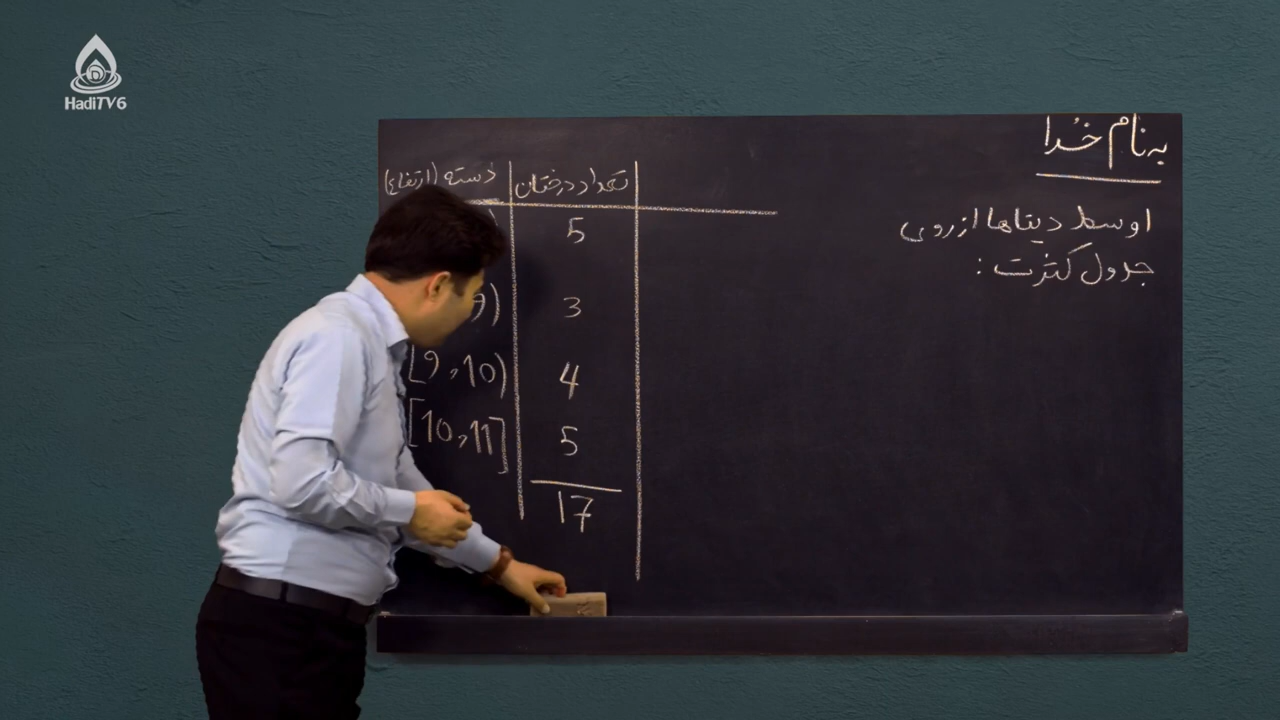 HadiTV6
به نام خُدا
اوسط دیتاها از روی
جدول کثرت :
دسته (ارتفاع) تعداد درختان
5
3
[9,10) 4
[10,11] 5
17